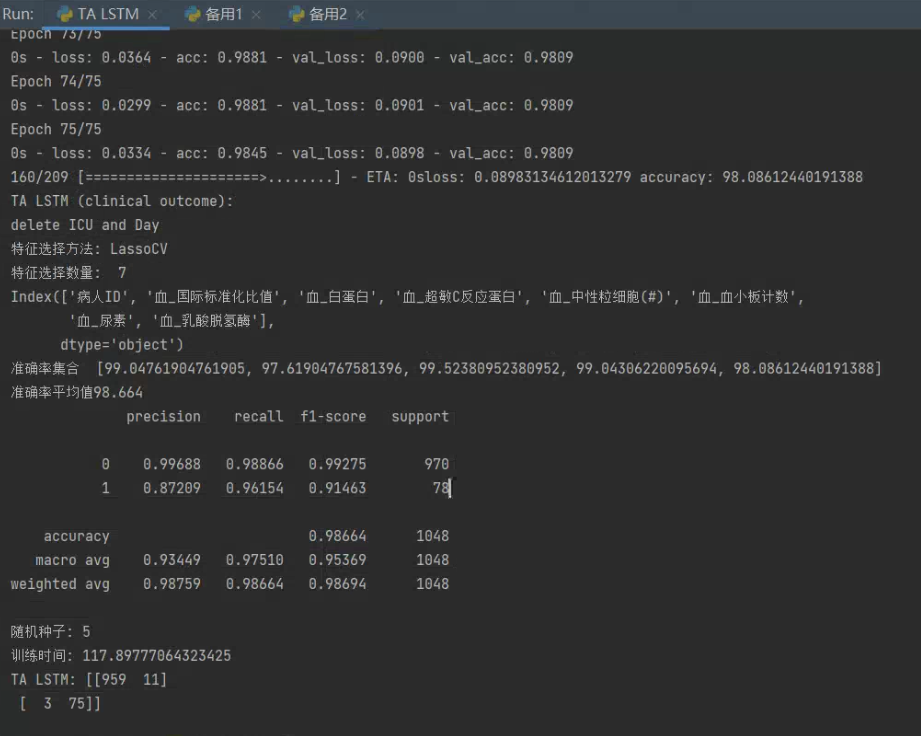 Run: TA LSTM × 备用1 × 备用2 ×
Epoch 73/75
0s - loss: 0.0364 - acc: 0.9881 - val_loss: 0.0900 - val_acc: 0.9809
Epoch 74/75
0s - loss: 0.0299 - acc: 0.9881 - val_loss: 0.0901 - val_acc: 0.9809
Epoch 75/75
0s - loss: 0.0334 - acc: 0.9845 - val_loss: 0.0898 - val_acc: 0.9809
160/209 [=====================>........] - ETA: 0sloss: 0.08983134612013279 accuracy: 98.08612440191388
TA LSTM (clinical outcome):
delete ICU and Day
特征选择方法: LassoCV
特征选择数量:  7
Index(['病人ID', '血_国际标准化比值', '血_白蛋白', '血_超敏C反应蛋白', '血_中性粒细胞(#)', '血_血小板计数',
'血_尿素', '血_乳酸脱氢酶'],
dtype='object')
准确率集合  [99.04761904761905, 97.61904767581396, 99.52380952380952, 99.04306220095694, 98.08612440191388]
准确率平均值98.664
precision recall f1-score support
0 0.99688 0.98866 0.99275 970
1 0.87209 0.96154 0.91463 78
accuracy 0.98664 1048
macro avg 0.93449 0.97510 0.95369 1048
weighted avg 0.98759 0.98664 0.98694 1048
随机种子: 5
训练时间: 117.89777064323425
TA LSTM: [[959  11]
[  3  75]]